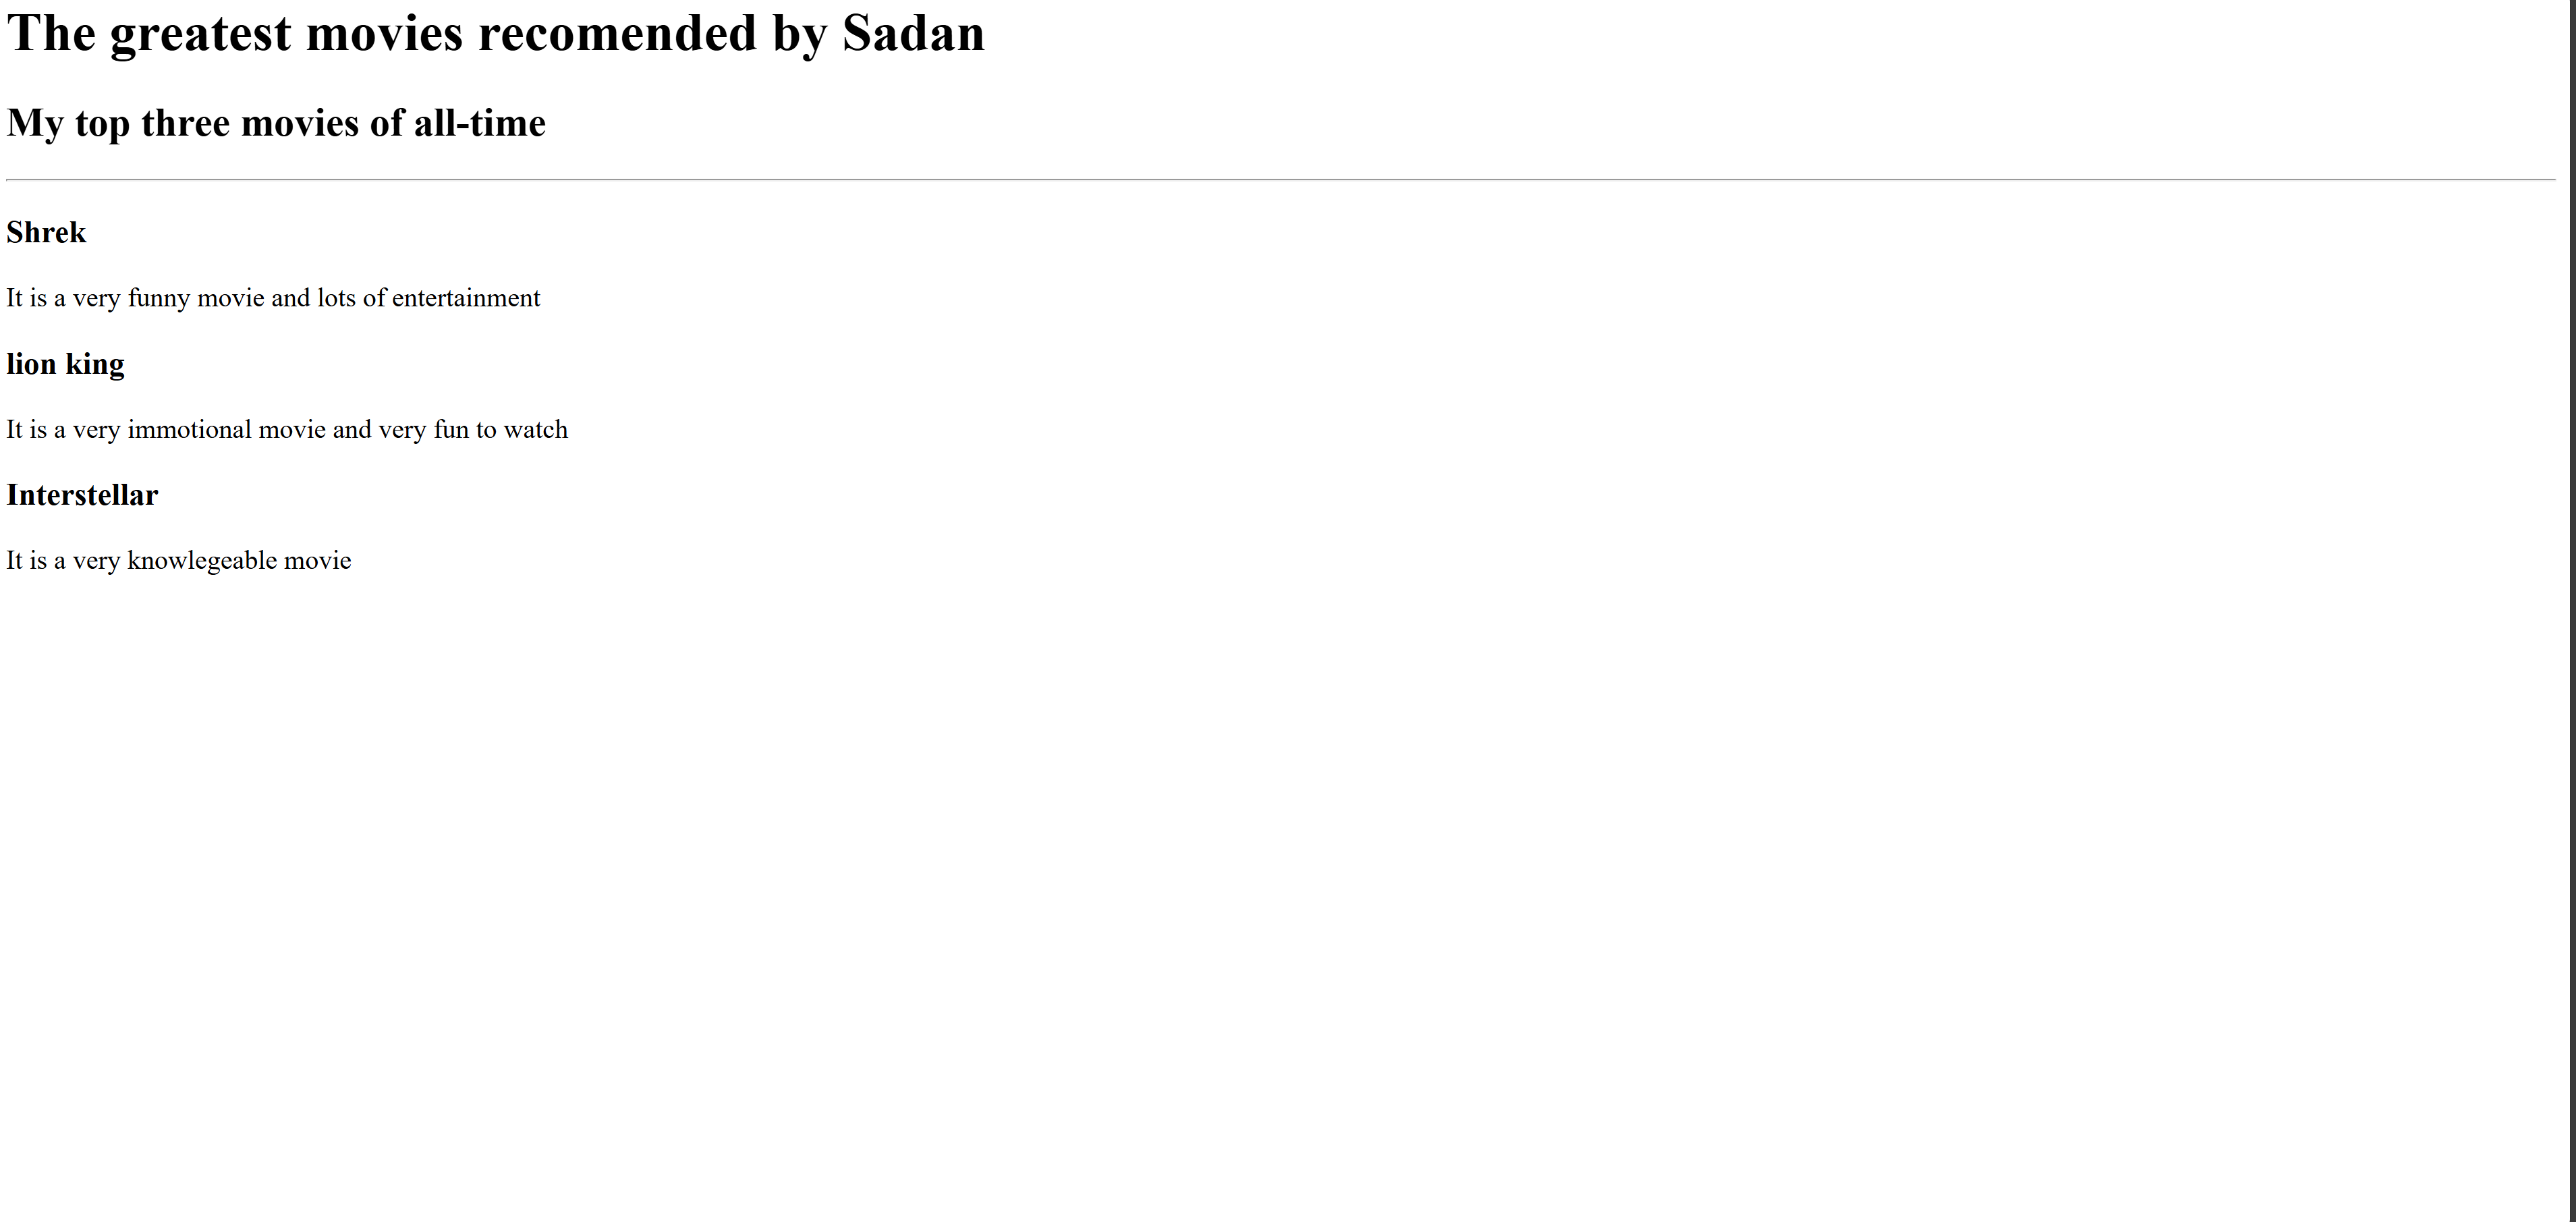 The greatest movies recomended by Sadan
My top three movies of all-time
Shrek
It is a very funny movie and lots of entertainment
lion king
It is a very immotional movie and very fun to watch
Interstellar
It is a very knowlegeable movie